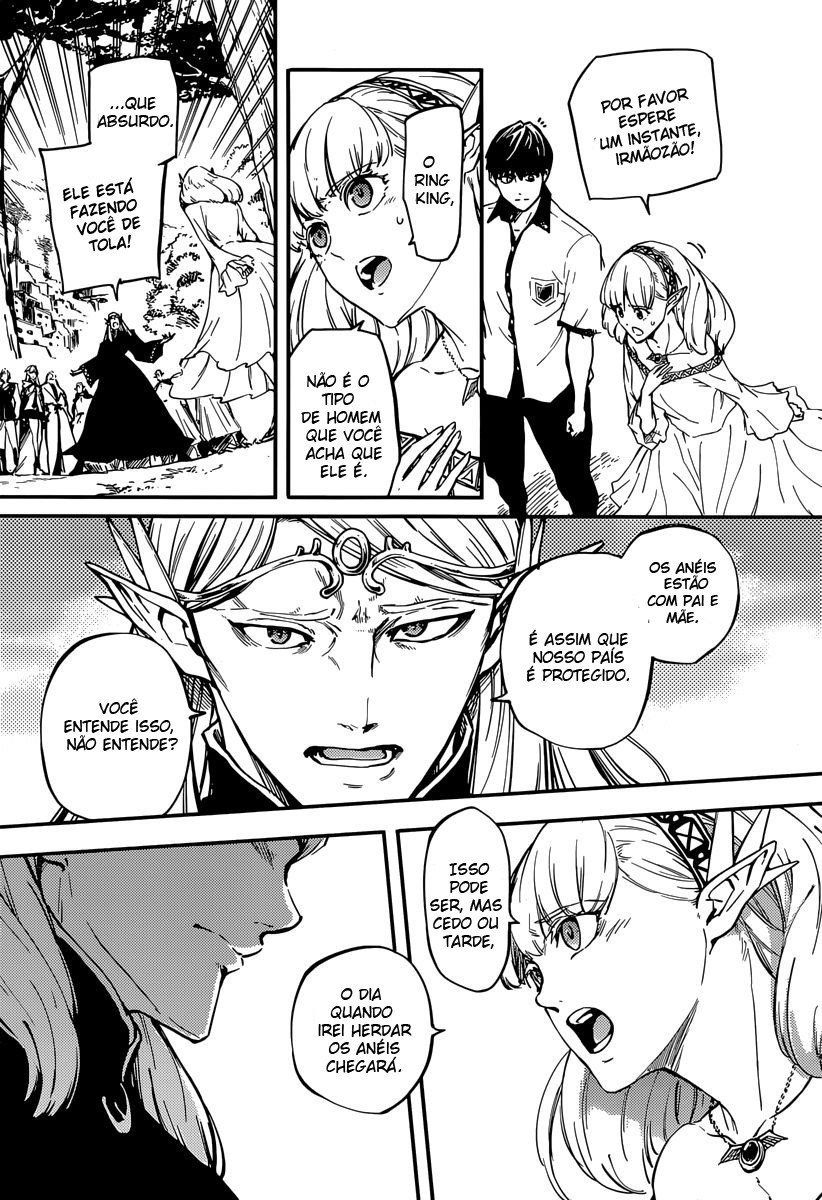 POR FAVOR
ESPERE
UM INSTANTE,
IRMÃOZÃO!
O
RING
KING,
NÃO É O
TIPO
DE HOMEM
QUE VOCÊ
ACHA QUE
ELE É.
...QUE
ABSURDO.
ELE ESTÁ
FAZENDO
VOCÊ DE
TOLA!
OS ANÉIS
ESTÃO
COM PAI E
MÃE.
É ASSIM QUE
NOSSO PAÍS
É PROTEGIDO.
VOCÊ
ENTENDE ISSO,
NÃO ENTENDE?
ISSO
PODE
SER, MAS
CEDO OU
TARDE,
O DIA
QUANDO
IREI HERDAR
OS ANÉIS
CHEGARÁ.